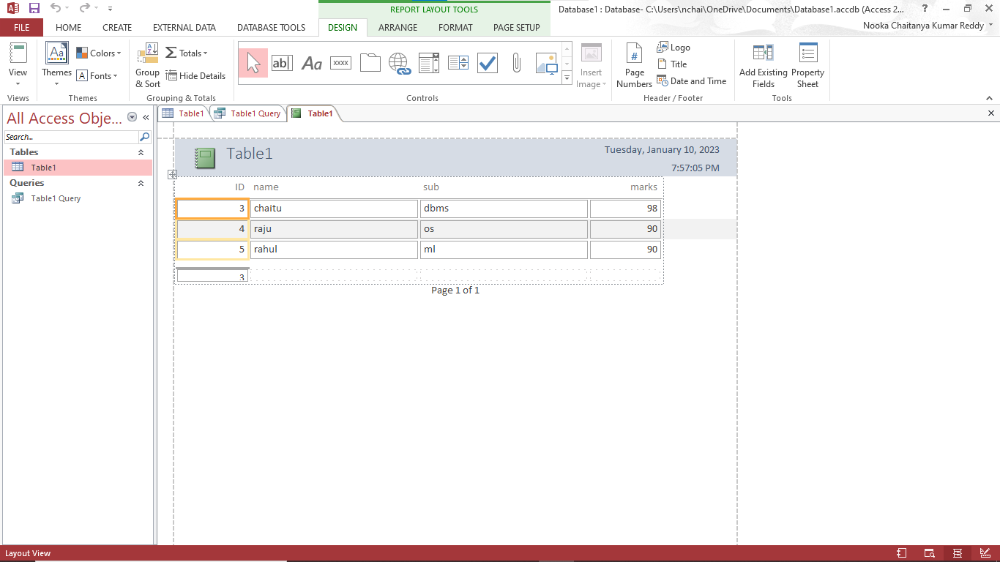 REPORT LAYOUT TOOLS
Database1 : Database- C:\Users\nchai\OneDrive\Documents\Database1.accdb (Access 2...
?
FILE HOME CREATE EXTERNAL DATA DATABASE TOOLS DESIGN ARRANGE FORMAT PAGE SETUP
Nooka Chaitanya Kumar Reddy
View
Views
Themes
Colors
Fonts
Themes
Group
& Sort
Totals
Hide Details
Grouping & Totals
ab|
Aa
xxxx
Controls
Insert
Image
#
Page
Numbers
Logo
Title
Date and Time
Header / Footer
Add Existing
Fields
Property
Sheet
Tools
All Access Obje...
Search...
Tables
Table1
Queries
Table1 Query
Table1 Table1 Query Table1
Table1
Tuesday, January 10, 2023
7:57:05 PM
ID name sub marks
3 chaitu dbms 98
4 raju os 90
5 rahul ml 90
3
Page 1 of 1
Layout View